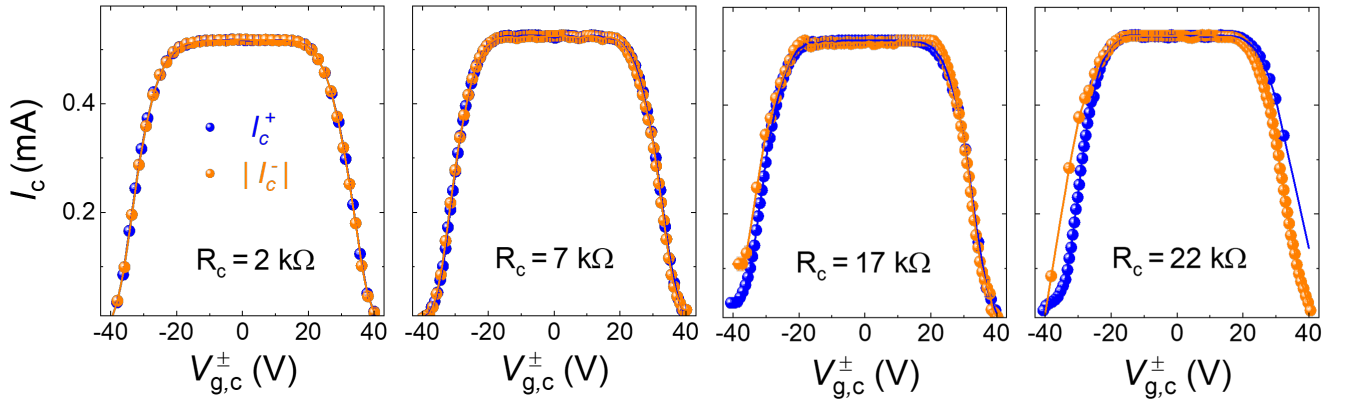 I_c (mA)
0.4
0.2
I_c^+
|I_c^-|
R_c = 2 kΩ
-40 -20 0 20 40
V_g,c^± (V)
R_c = 7 kΩ
-40 -20 0 20 40
V_g,c^± (V)
R_c = 17 kΩ
-40 -20 0 20 40
V_g,c^± (V)
R_c = 22 kΩ
-40 -20 0 20 40
V_g,c^± (V)